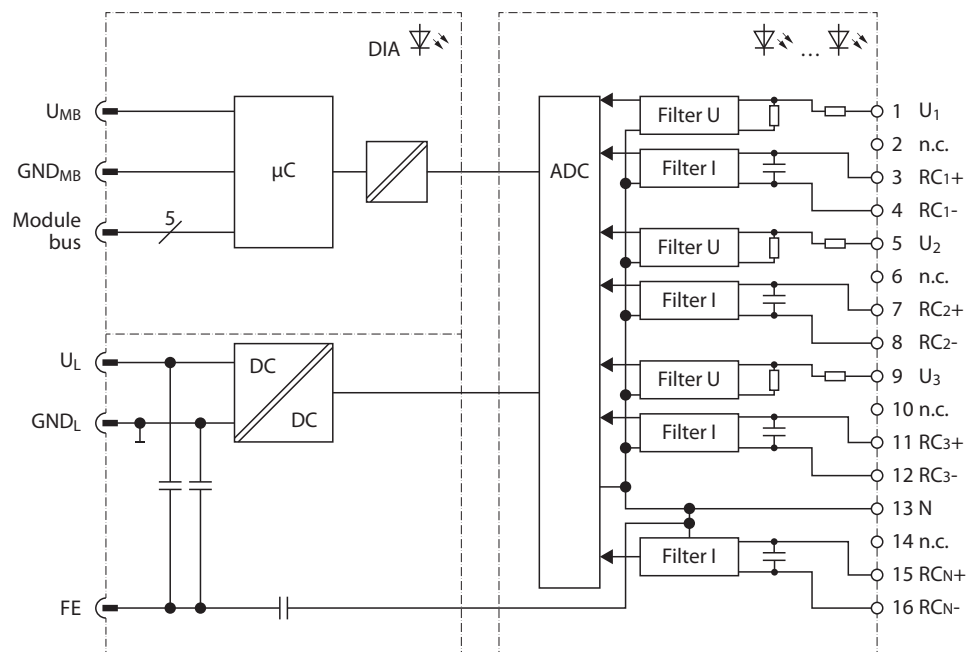 DIA
...
U_MB
GND_MB
Module
bus
5
µC
ADC
Filter U
Filter I
Filter U
Filter I
Filter U
Filter I
Filter I
1 U₁
2 n.c.
3 RC₁+
4 RC₁-
5 U₂
6 n.c.
7 RC₂+
8 RC₂-
9 U₃
10 n.c.
11 RC₃+
12 RC₃-
13 N
14 n.c.
15 RCN+
16 RCN-
U_L
GND_L
DC
DC
FE